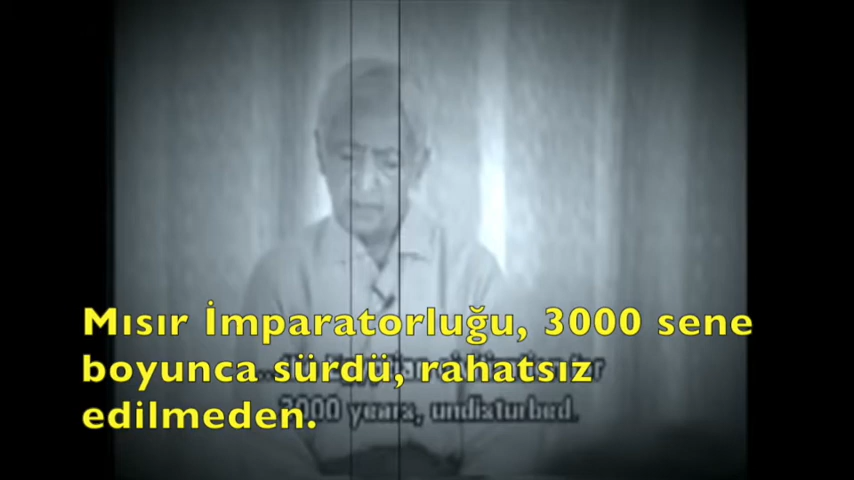 Mısır İmparatorluğu, 3000 sene
boyunca sürdü, rahatsız
edilmeden.
3000 years, undisturbed.